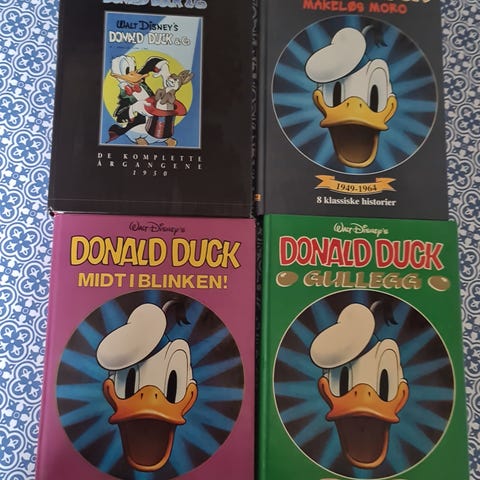 WALT DISNEY'S
DONALD DUCK & C°
DE KOMPLETTE
ÅRGANGENE
1950
MAKELØS MORO
1949-1964
8 klassiske historier
WALT DISNEY'S
DONALD DUCK
MIDT I BLINKEN!
WALT DISNEY'S
DONALD DUCK
GULLEGG